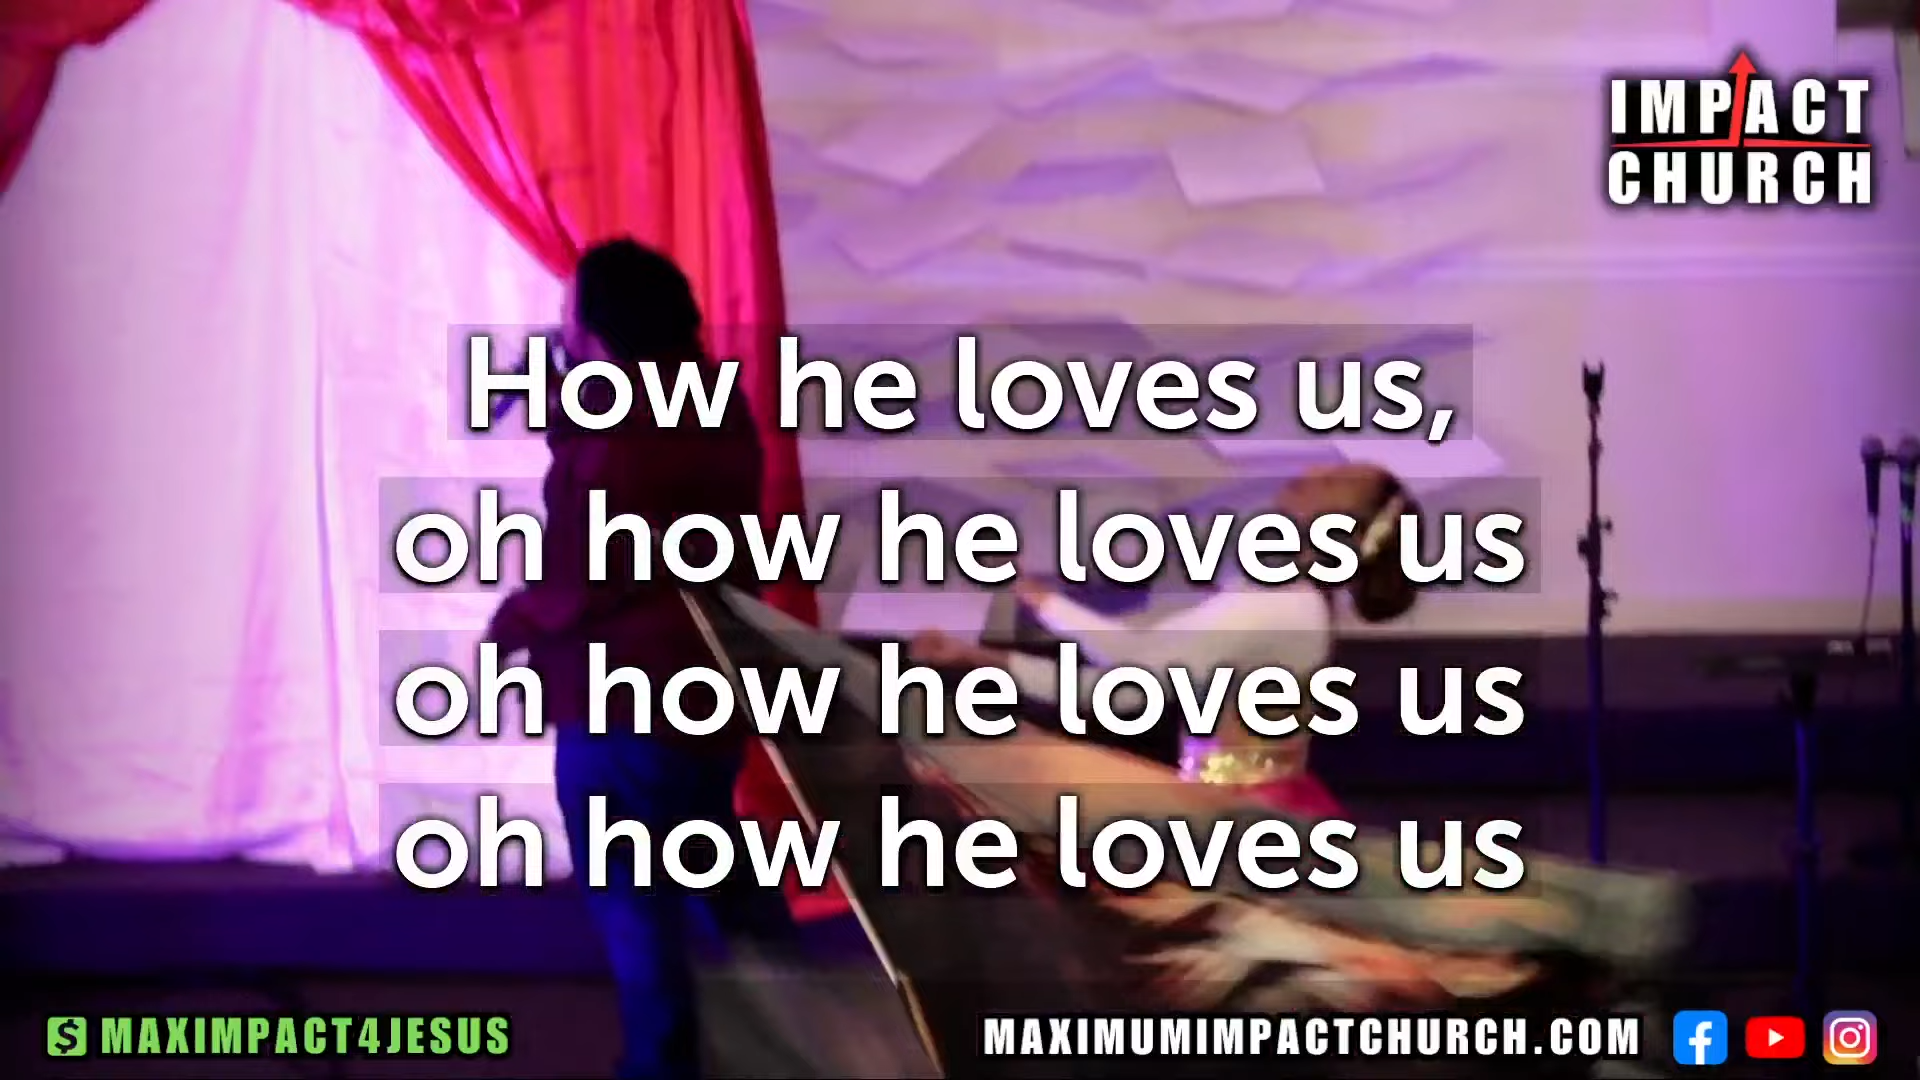 IMPACT
CHURCH
How he loves us,
oh how he loves us
oh how he loves us
oh how he loves us
$ MAXIMPACT4JESUS
MAXIMUMIMPACTCHURCH.COM